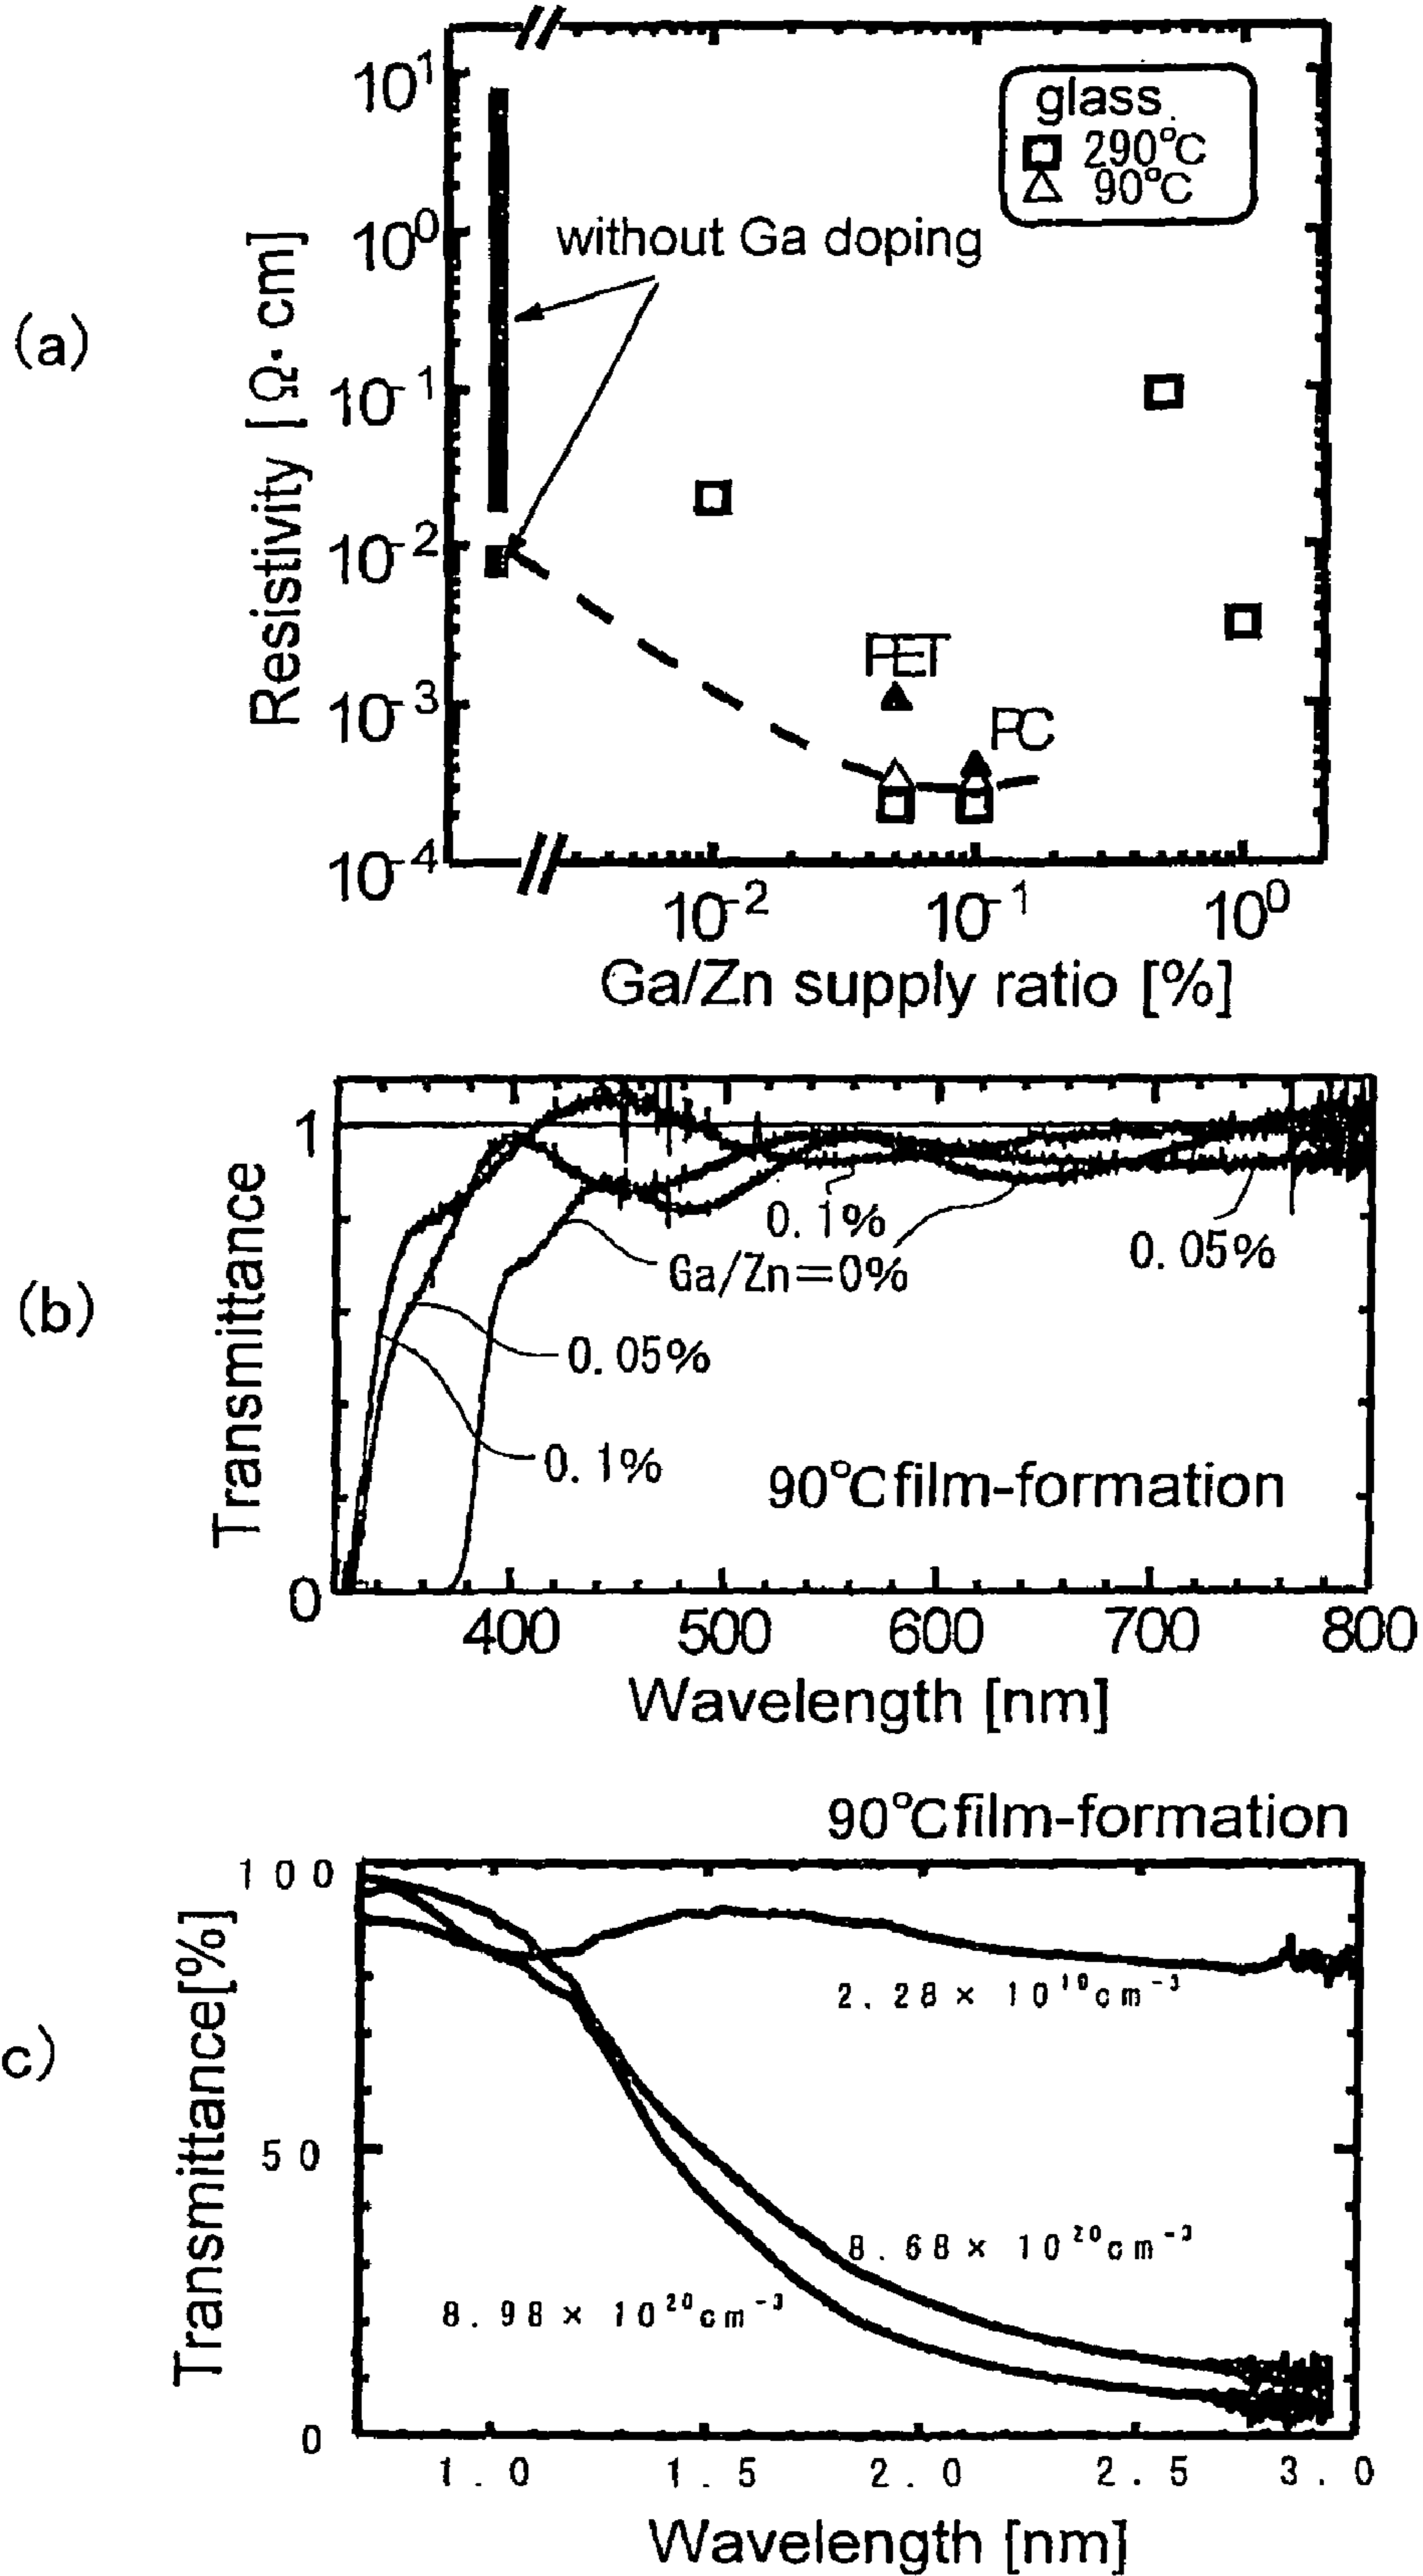 (a)
Resistivity [Ω·cm]
10¹
10⁰
10⁻¹
10⁻²
10⁻³
10⁻⁴
glass
□ 290°C
△ 90°C
without Ga doping
PET
PC
10⁻²
10⁻¹
10⁰
Ga/Zn supply ratio [%]
(b)
Transmittance
1
0
0.1%
0.05%
Ga/Zn=0%
0.05%
0.1%
90°C film-formation
400
500
600
700
800
Wavelength [nm]
90°C film-formation
c)
Transmittance[%]
100
50
0
8.68× 10²⁰cm⁻³
8.98× 10²⁰cm⁻³
1.0
1.5
2.0
2.5
3.0
Wavelength [nm]